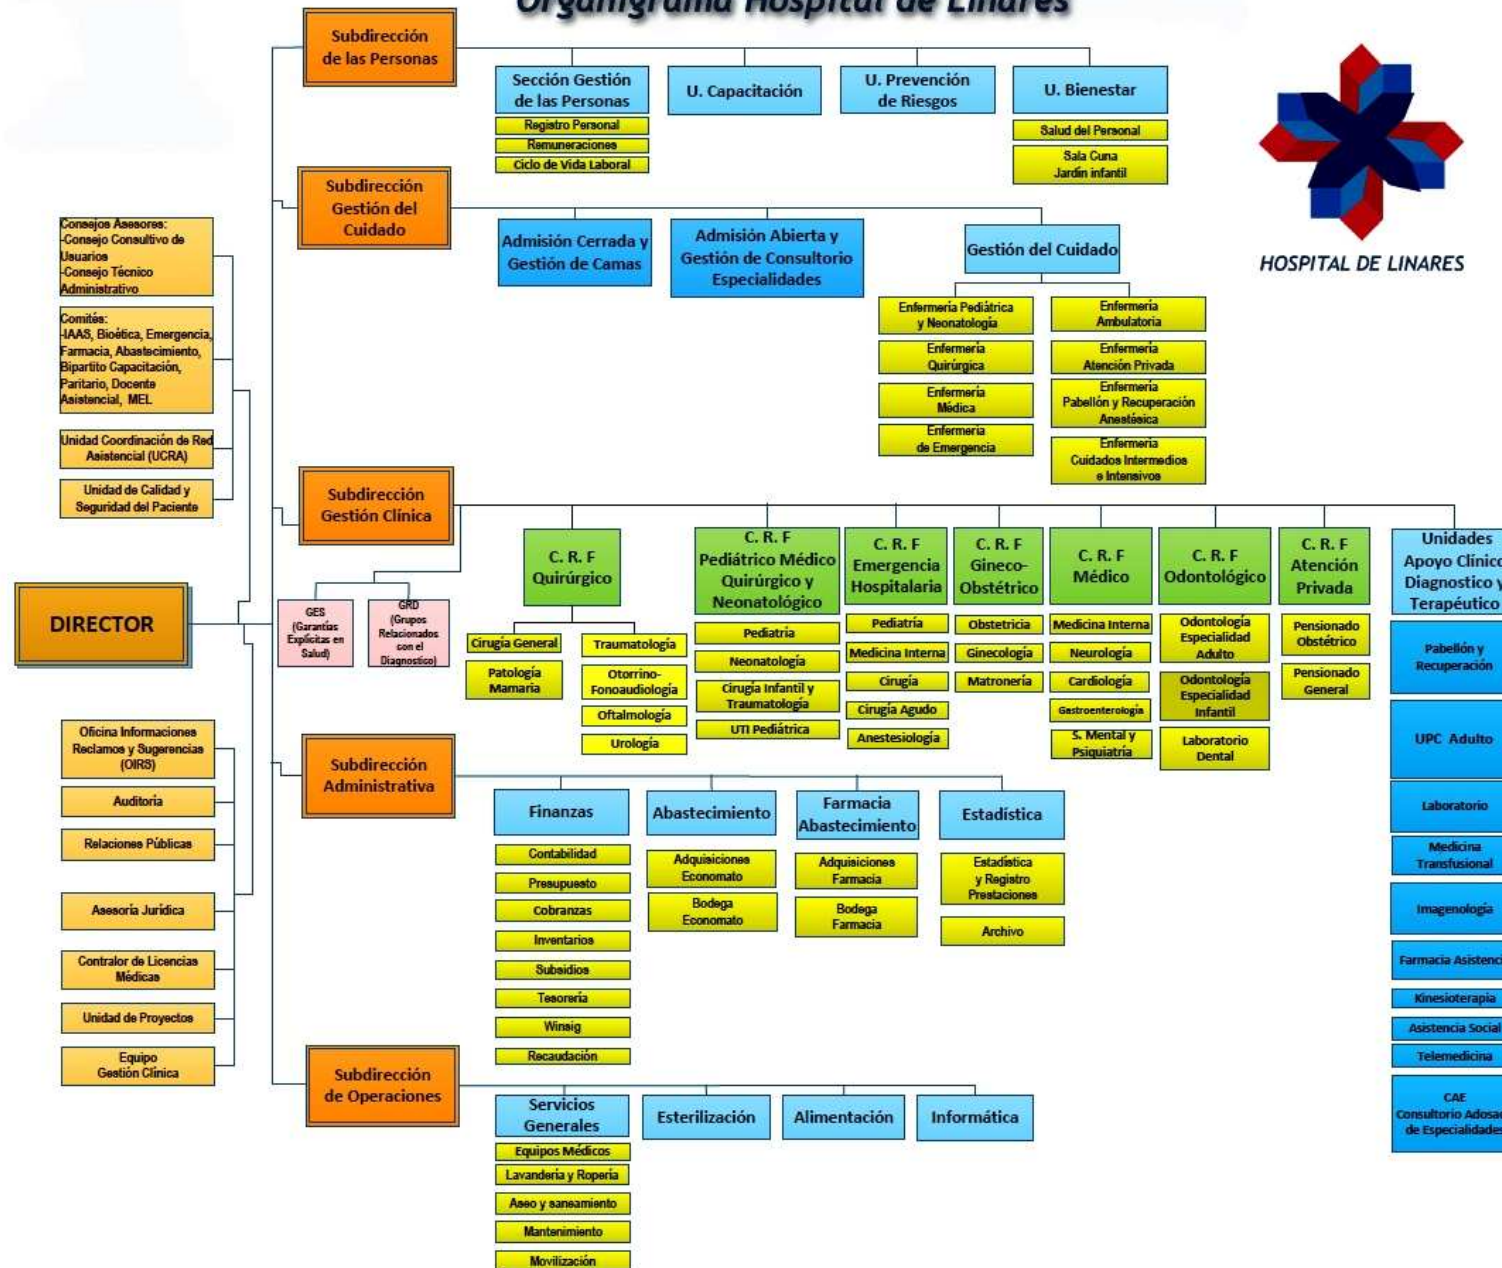 Organigrama Hospital de Linares
Subdirección
de las Personas
Sección Gestión
de las Personas
Registro Personal
Remuneraciones
Ciclo de Vida Laboral
U. Capacitación
U. Prevención
de Riesgos
U. Bienestar
Salud del Personal
Sala Cuna
Jardín infantil
HOSPITAL DE LINARES
Subdirección
Gestión del
Cuidado
Admisión Cerrada y
Gestión de Camas
Admisión Abierta y
Gestión de Consultorio
Especialidades
Gestión del Cuidado
Enfermería Pediátrica
y Neonatología
Enfermería
Quirúrgica
Enfermería
Médica
Enfermería
de Emergencia
Enfermería
Ambulatoria
Enfermería
Atención Privada
Enfermería
Pabellón y Recuperación
Anestésica
Enfermería
Cuidados Intermedios
e Intensivos
Consejos Asesores:
-Consejo Consultivo de
Usuarios
-Consejo Técnico
Administrativo
Comités:
-IAAS, Bioética, Emergencia,
Farmacia, Abastecimiento,
Bipartito Capacitación,
Paritario, Docente
Asistencial, MEL
Unidad Coordinación de Red
Asistencial (UCRA)
Unidad de Calidad y
Seguridad del Paciente
DIRECTOR
Oficina Informaciones
Reclamos y Sugerencias
(OIRS)
Auditoría
Relaciones Públicas
Asesoría Jurídica
Contralor de Licencias
Médicas
Unidad de Proyectos
Equipo
Gestión Clínica
Subdirección
Gestión Clínica
GES
(Garantías
Explícitas en
Salud)
GRD
(Grupos
Relacionados
con el
Diagnostico)
C. R. F
Quirúrgico
Cirugía General
Patología
Mamaria
Traumatología
Otorrino-
Fonoaudiología
Oftalmología
Urología
C. R. F
Pediátrico Médico
Quirúrgico y
Neonatológico
Pediatría
Neonatología
Cirugía Infantil y
Traumatología
UTI Pediátrica
C. R. F
Emergencia
Hospitalaria
Pediatría
Medicina Interna
Cirugía
Cirugía Agudo
Anestesiología
C. R. F
Gineco-
Obstétrico
Obstetricia
Ginecología
Matronería
C. R. F
Médico
Medicina Interna
Neurología
Cardiología
Gastroenterología
S. Mental y
Psiquiatría
C. R. F
Odontológico
Odontología
Especialidad
Adulto
Odontología
Especialidad
Infantil
Laboratorio
Dental
C. R. F
Atención
Privada
Pensionado
Obstétrico
Pensionado
General
Unidades
Apoyo Clínico
Diagnostico y
Terapéutico
Pabellón y
Recuperación
UPC Adulto
Laboratorio
Medicina
Transfusional
Imagenología
Farmacia Asistenci
Kinesioterapia
Asistencia Social
Telemedicina
CAE
Consultorio Adosa
de Especialidades
Subdirección
Administrativa
Finanzas
Contabilidad
Presupuesto
Cobranzas
Inventarios
Subsidios
Tesorería
Winsig
Recaudación
Abastecimiento
Adquisiciones
Economato
Bodega
Economato
Farmacia
Abastecimiento
Adquisiciones
Farmacia
Bodega
Farmacia
Estadística
Estadística
y Registro
Prestaciones
Archivo
Subdirección
de Operaciones
Servicios
Generales
Equipos Médicos
Lavandería y Ropería
Aseo y saneamiento
Mantenimiento
Movilización
Esterilización
Alimentación
Informática